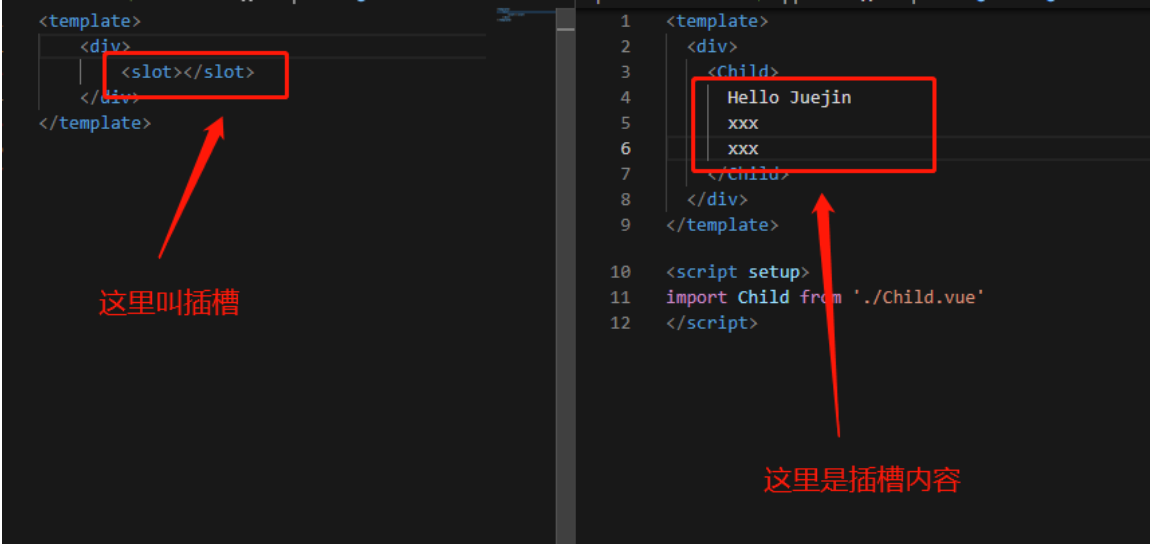 <template>
<div>
<slot></slot>
</div>
</template>
这里叫插槽
1 <template>
2 <div>
3 <Child>
4 Hello Juejin
5 xxx
6 xxx
7 </Child>
8 </div>
9 </template>
10 <script setup>
11 import Child from './Child.vue'
12 </script>
这里是插槽内容